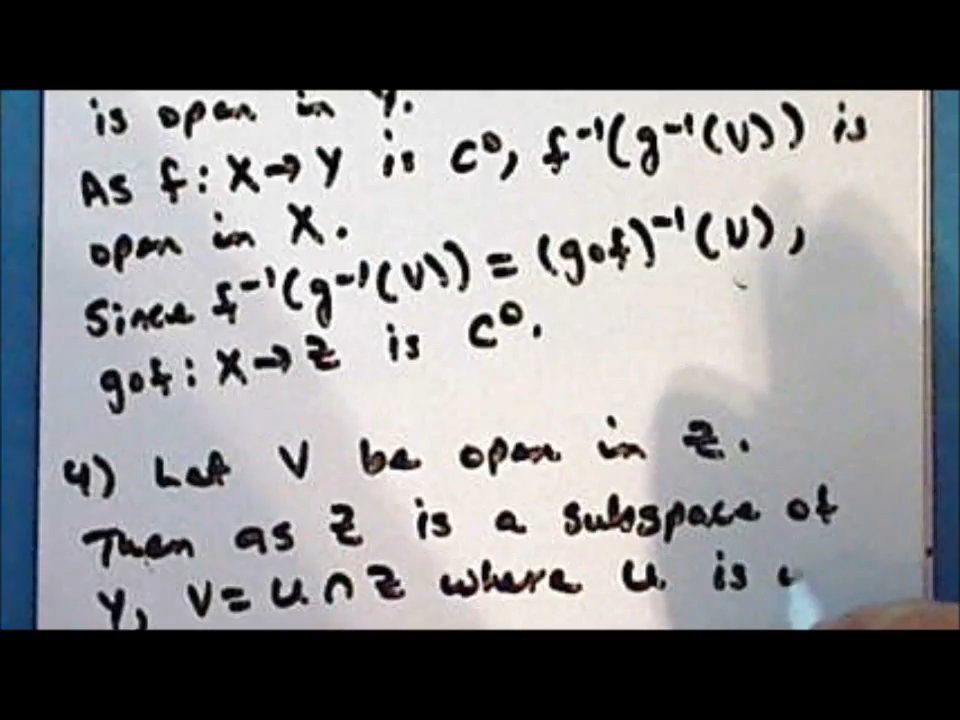 is open in Y.
As f: X→Y is C⁰, f⁻¹(g⁻¹(V)) is
open in X.
Since f⁻¹(g⁻¹(V)) = (g∘f)⁻¹(V),
g∘f: X→Z is C⁰.
4) Let V be open in Z.
Then as Z is a subspace of
Y, V = U ∩ Z where U is